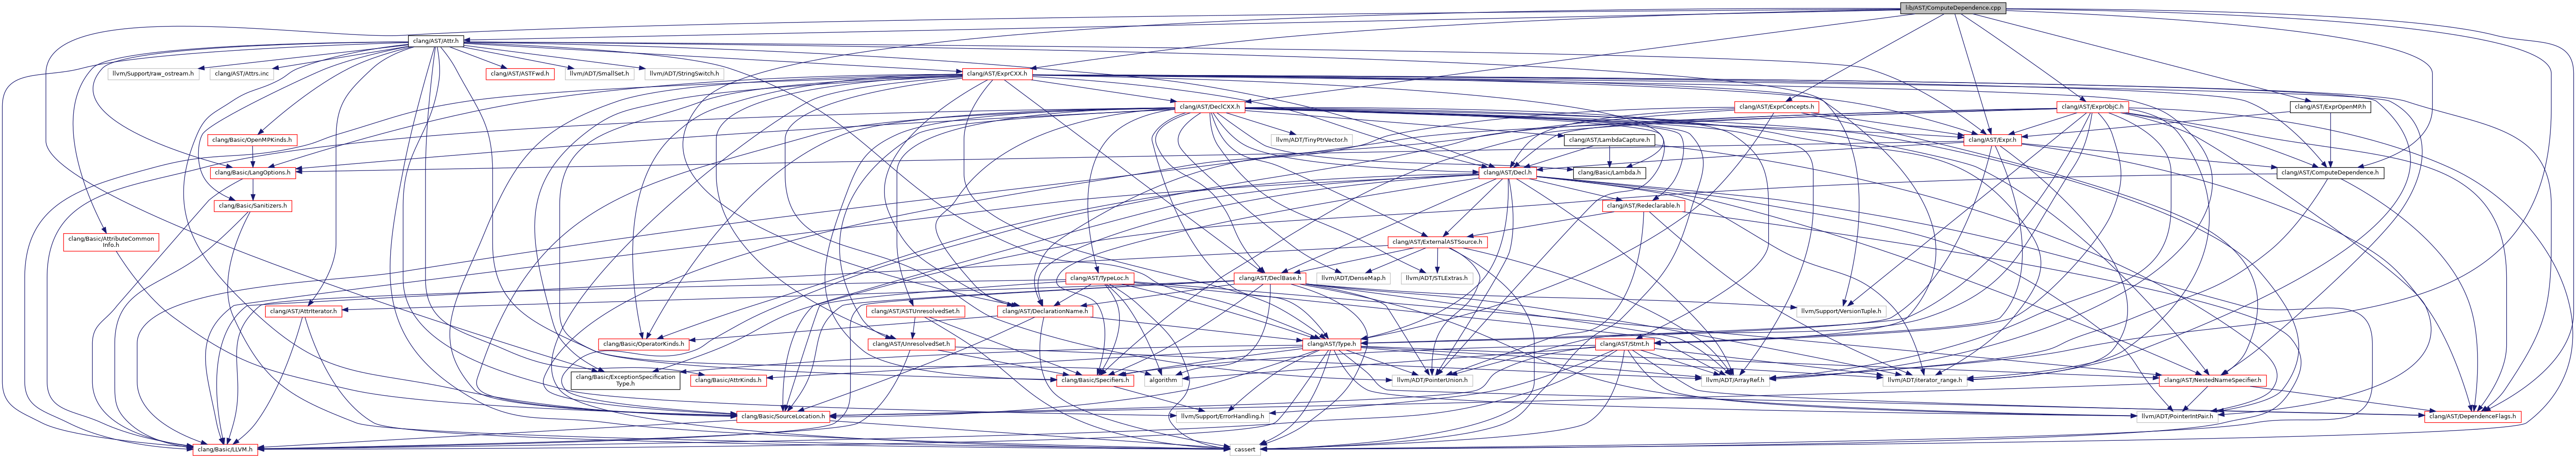 lib/AST/ComputeDependence.cpp
clang/AST/Attr.h
llvm/Support/raw_ostream.h
clang/AST/Attrs.inc
clang/AST/ASTFwd.h
llvm/ADT/SmallSet.h
llvm/ADT/StringSwitch.h
clang/AST/ExprCXX.h
clang/AST/DeclCXX.h
clang/AST/ExprConcepts.h
clang/AST/ExprObjC.h
clang/AST/ExprOpenMP.h
clang/Basic/OpenMPKinds.h
llvm/ADT/TinyPtrVector.h
clang/AST/LambdaCapture.h
clang/AST/Expr.h
clang/Basic/LangOptions.h
clang/AST/Decl.h
clang/Basic/Lambda.h
clang/AST/ComputeDependence.h
clang/Basic/Sanitizers.h
clang/AST/Redeclarable.h
clang/Basic/AttributeCommon
Info.h
clang/AST/ExternalASTSource.h
clang/AST/TypeLoc.h
clang/AST/DeclBase.h
llvm/ADT/DenseMap.h
llvm/ADT/STLExtras.h
clang/AST/AttrIterator.h
clang/AST/ASTUnresolvedSet.h
clang/AST/DeclarationName.h
llvm/Support/VersionTuple.h
clang/Basic/OperatorKinds.h
clang/AST/UnresolvedSet.h
clang/AST/Type.h
clang/AST/Stmt.h
clang/Basic/ExceptionSpecification
Type.h
clang/Basic/AttrKinds.h
clang/Basic/Specifiers.h
algorithm
llvm/ADT/PointerUnion.h
llvm/ADT/ArrayRef.h
llvm/ADT/iterator_range.h
clang/AST/NestedNameSpecifier.h
clang/Basic/SourceLocation.h
llvm/Support/ErrorHandling.h
llvm/ADT/PointerIntPair.h
clang/AST/DependenceFlags.h
clang/Basic/LLVM.h
cassert